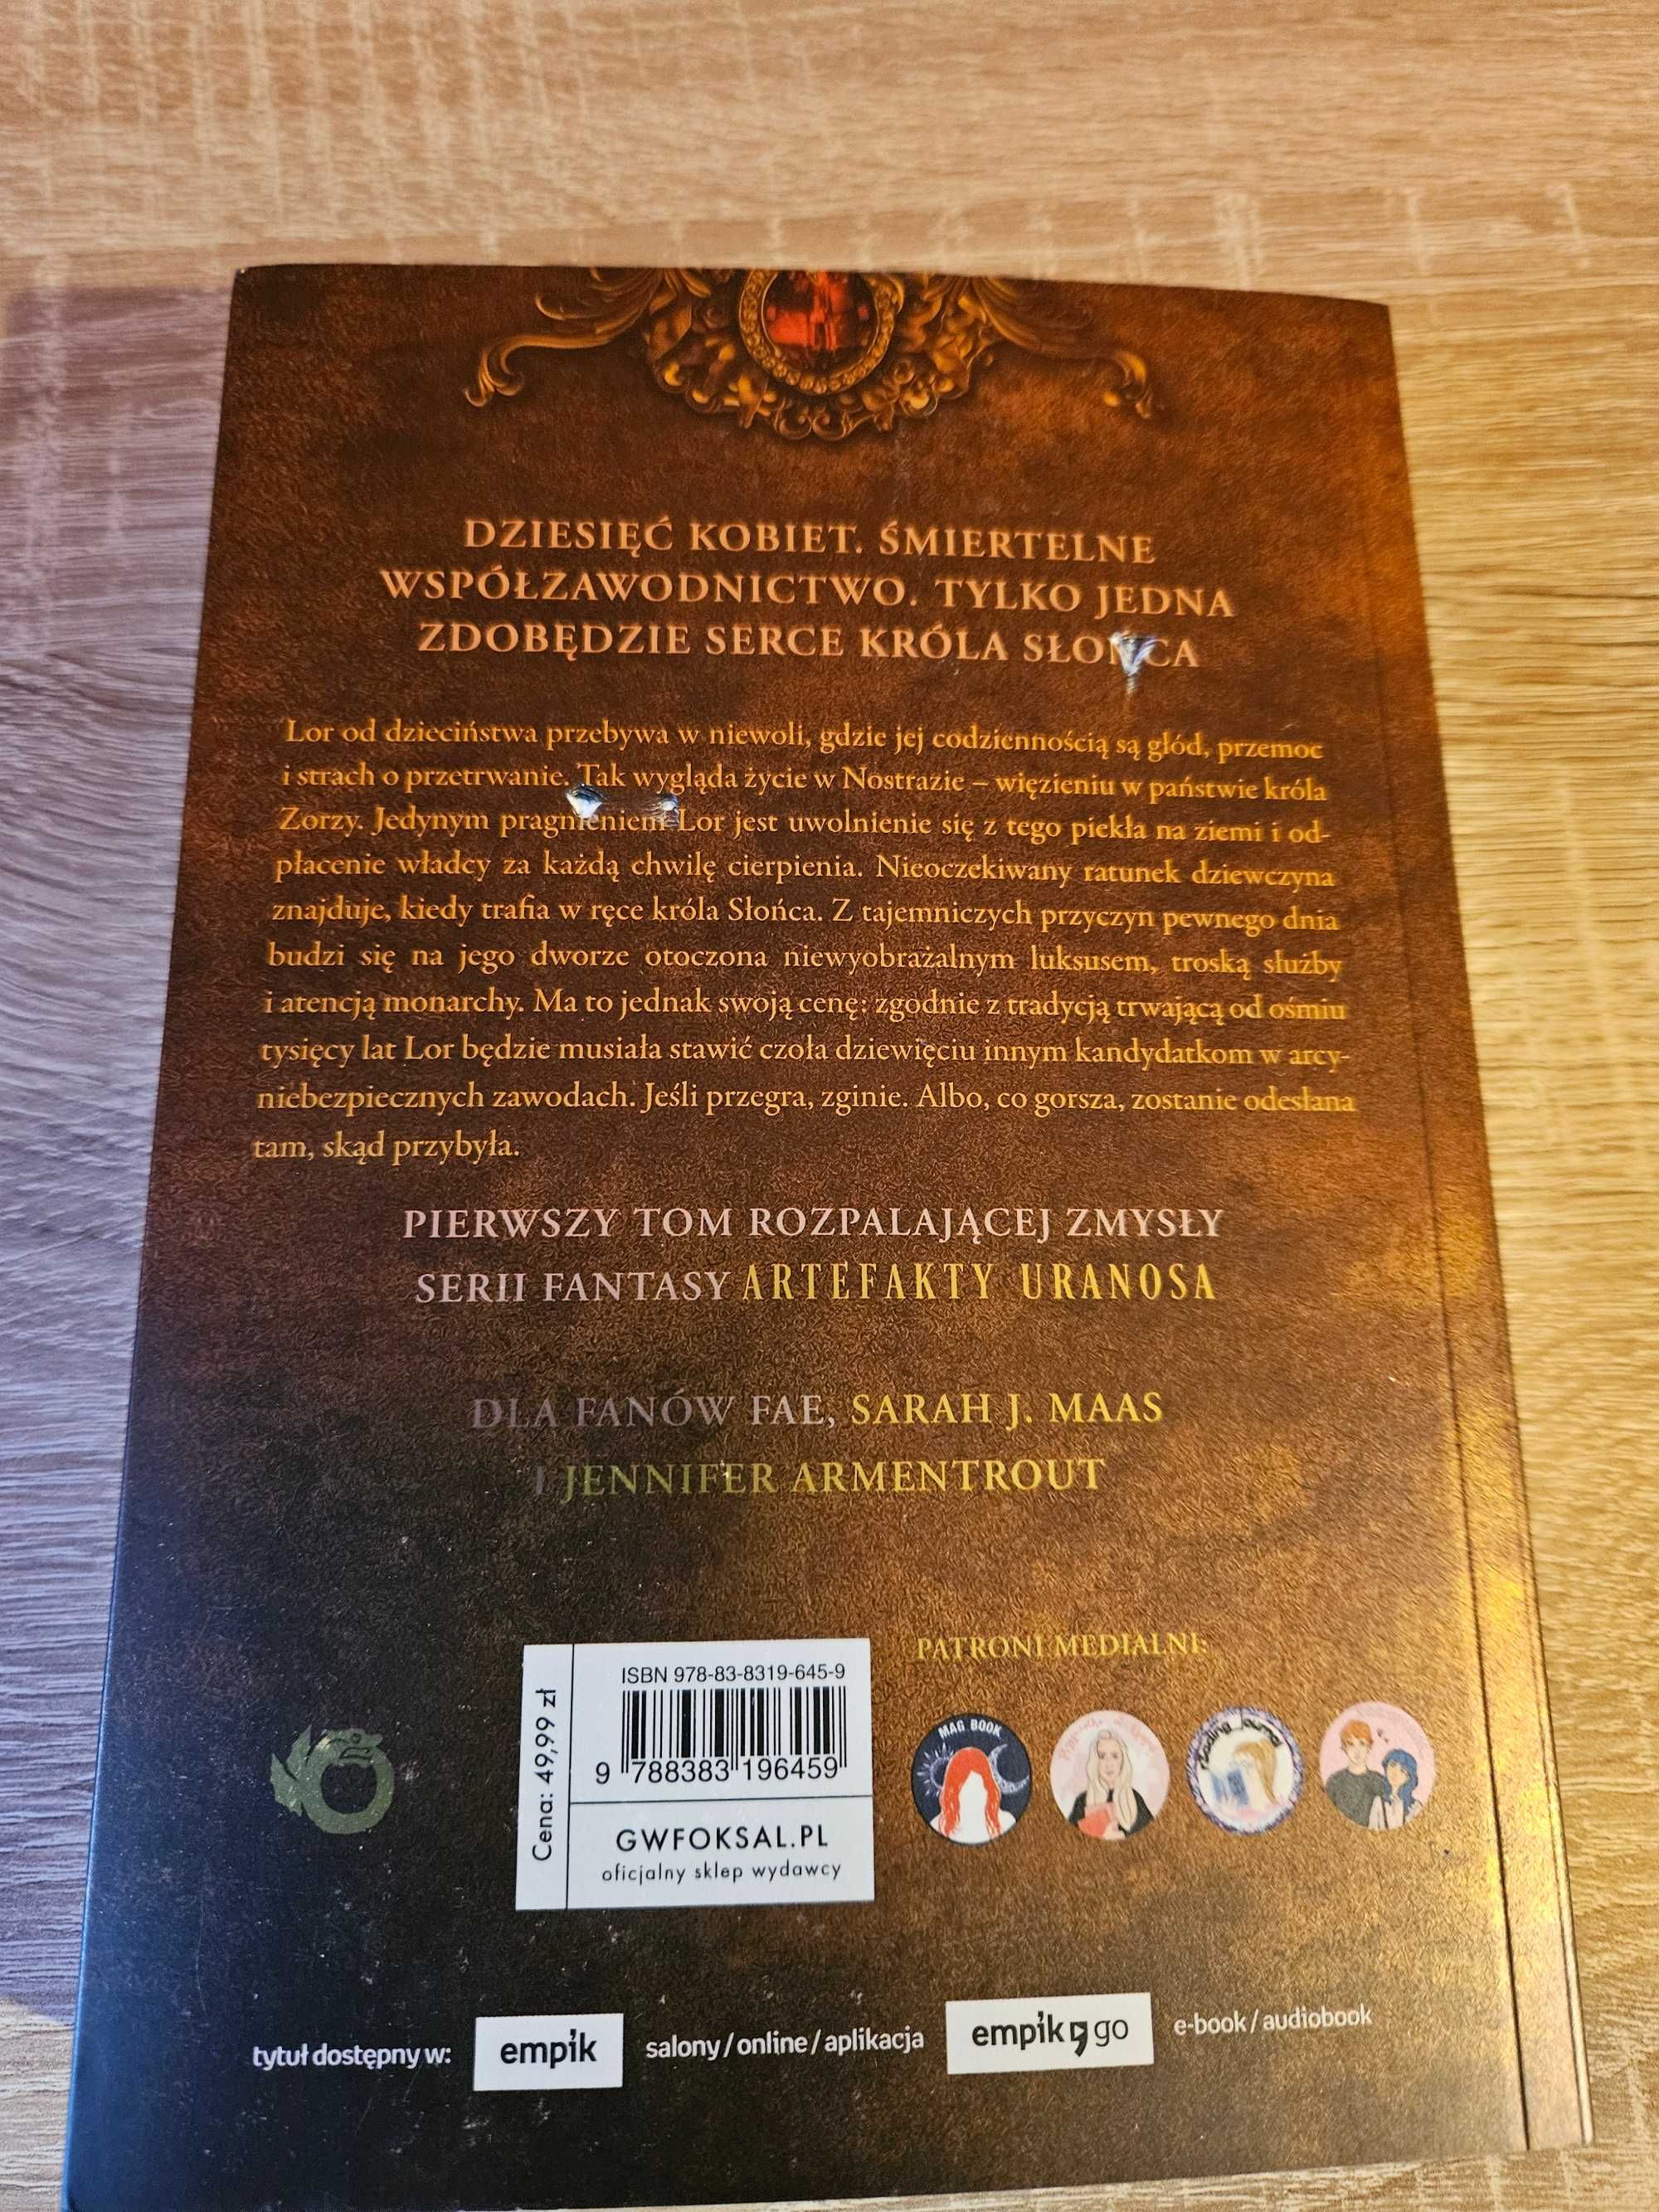 DZIESIĘĆ KOBIET. ŚMIERTELNE
WSPÓŁZAWODNICTWO. TYLKO JEDNA
ZDOBĘDZIE SERCE KRÓLA SŁOŃCA
Lor od dzieciństwa przebywa w niewoli, gdzie jej codziennością są głód, przemoc
i strach o przetrwanie. Tak wygląda życie w Nostrazie – więzieniu w państwie króla
Zorzy. Jedynym pragnieniem Lor jest uwolnienie się z tego piekła na ziemi i od-
płacenie władcy za każdą chwilę cierpienia. Nieoczekiwany ratunek dziewczyna
znajduje, kiedy trafia w ręce króla Słońca. Z tajemniczych przyczyn pewnego dnia
budzi się na jego dworze otoczona niewyobrażalnym luksusem, troską służby
i atencją monarchy. Ma to jednak swoją cenę: zgodnie z tradycją trwającą od ośmiu
tysięcy lat Lor będzie musiała stawić czoła dziewięciu innym kandydatkom w arcy-
niebezpiecznych zawodach. Jeśli przegra, zginie. Albo, co gorsza, zostanie odesłana
tam, skąd przybyła.
PIERWSZY TOM ROZPALAJĄCEJ ZMYSŁY
SERII FANTASY ARTEFAKTY URANOSA
DLA FANÓW FAE, SARAH J. MAAS
I JENNIFER ARMENTROUT
PATRONI MEDIALNI:
MAG BOOK
Reading Journal
Cena: 49,99 zł
ISBN 978-83-8319-645-9
9 788383 196459
GWFOKSAL.PL
oficjalny sklep wydawcy
tytuł dostępny w: empik salony / online / aplikacja empik go e-book / audiobook